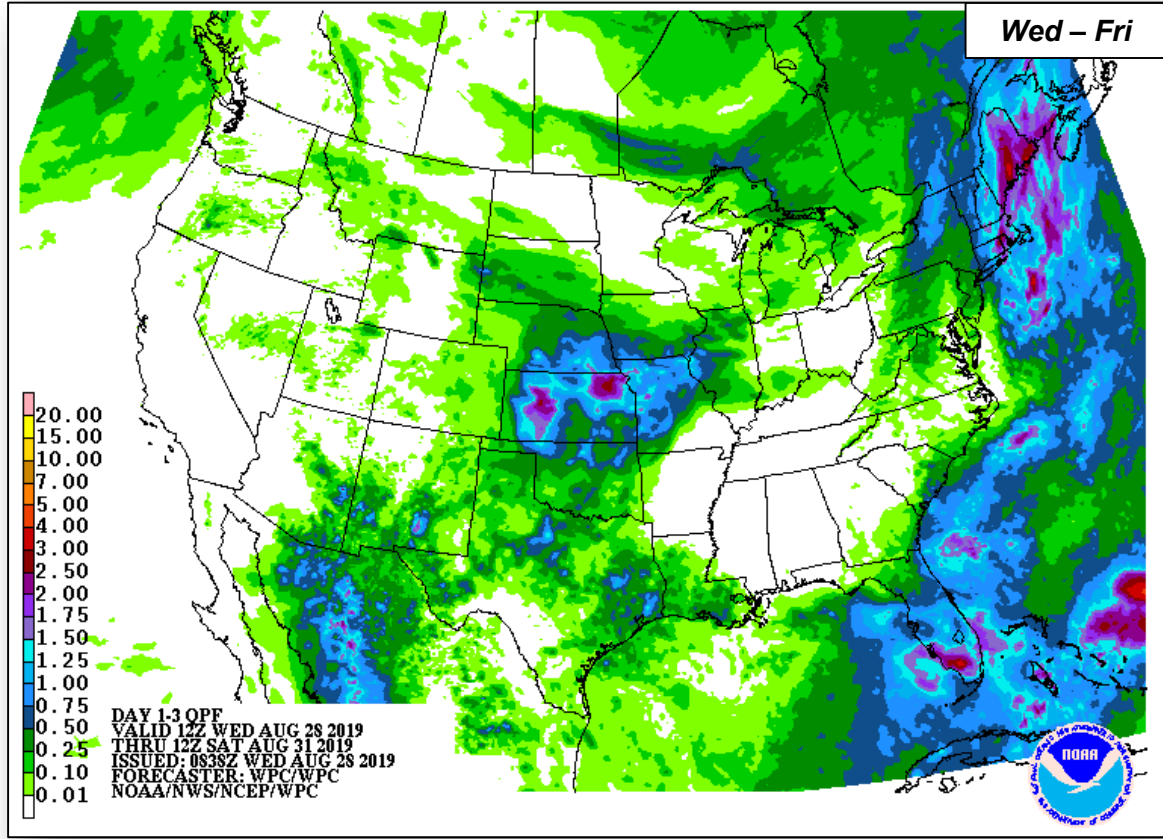 Wed – Fri
20.00
15.00
10.00
7.00
5.00
4.00
3.00
2.50
2.00
1.75
1.50
1.25
1.00
0.75
0.50
0.25
0.10
0.01
DAY 1-3 QPF
VALID 12Z WED AUG 28 2019
THRU 12Z SAT AUG 31 2019
ISSUED: 0838Z WED AUG 28 2019
FORECASTER: WPC/WPC
NOAA/NWS/NCEP/WPC
NOAA